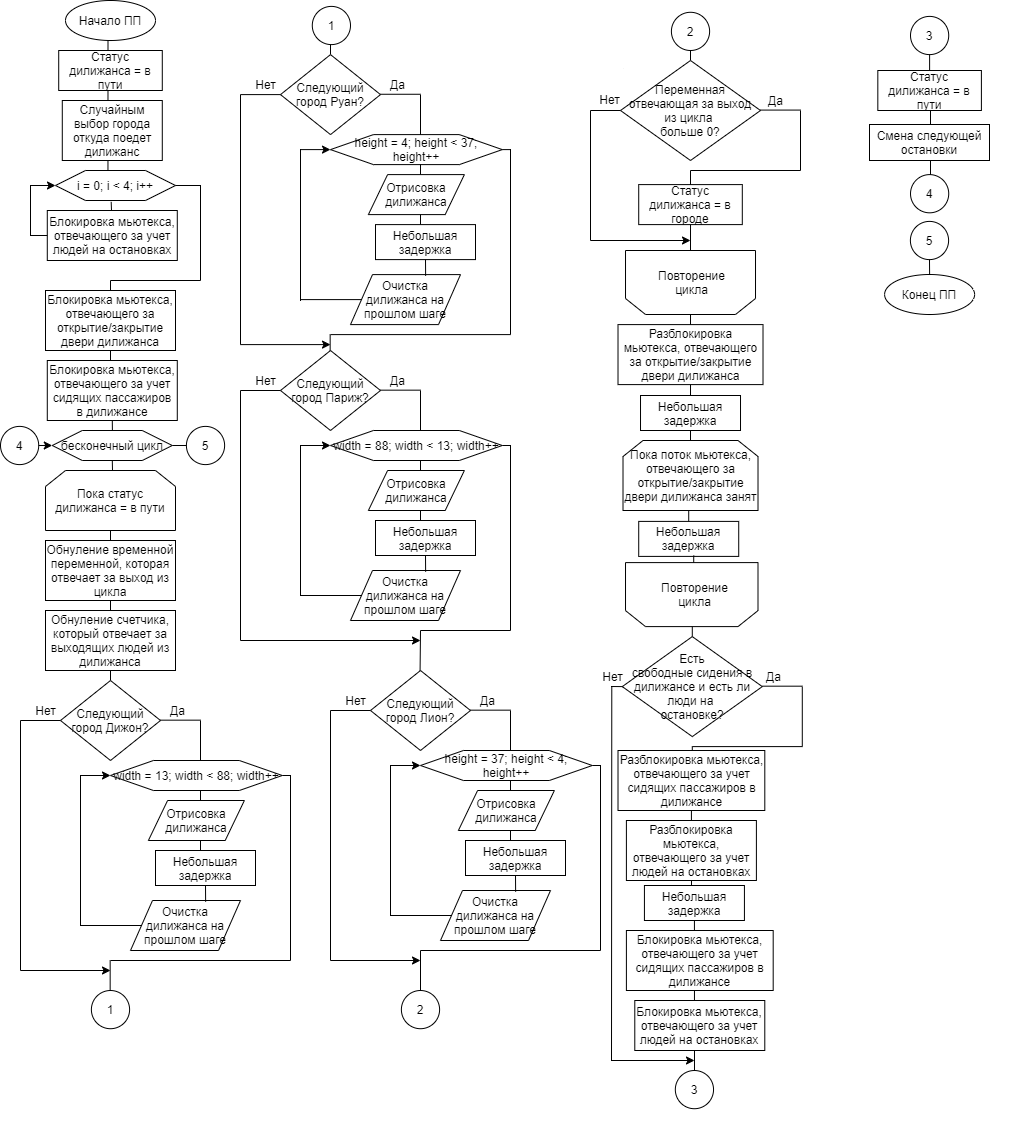 Начало ПП
Статус
дилижанса = в
пути
Случайным
выбор города
откуда поедет
дилижанс
i = 0; i < 4; i++
Блокировка мьютекса,
отвечающего за учет
людей на остановках
Блокировка мьютекса,
отвечающего за
открытие/закрытие
двери дилижанса
Блокировка мьютекса,
отвечающего за учет
сидящих пассажиров
в дилижансе
4
бесконечный цикл
5
Пока статус
дилижанса = в пути
Обнуление временной
переменной, которая
отвечает за выход из
цикла
Обнуление счетчика,
который отвечает за
выходящих людей из
дилижанса
Нет
Следующий
город Дижон?
Да
width = 13; width < 88; width++
Отрисовка
дилижанса
Небольшая
задержка
Очистка
дилижанса на
прошлом шаге
1
1
Нет
Следующий
город Руан?
Да
height = 4; height < 37;
height++
Отрисовка
дилижанса
Небольшая
задержка
Очистка
дилижанса на
прошлом шаге
Нет
Следующий
город Париж?
Да
width = 88; width < 13; width++
Отрисовка
дилижанса
Небольшая
задержка
Очистка
дилижанса на
прошлом шаге
Нет
Следующий
город Лион?
Да
height = 37; height < 4;
height++
Отрисовка
дилижанса
Небольшая
задержка
Очистка
дилижанса на
прошлом шаге
2
2
Нет
Переменная
отвечающая за выход
из цикла
больше 0?
Да
Статус
дилижанса = в
городе
Повторение
цикла
Разблокировка
мьютекса, отвечающего
за открытие/закрытие
двери дилижанса
Небольшая
задержка
Пока поток мьютекса,
отвечающего за
открытие/закрытие
двери дилижанса занят
Небольшая
задержка
Повторение
цикла
Нет
Есть
свободные сидения в
дилижансе и есть ли
люди на
остановке?
Да
Разблокировка мьютекса,
отвечающего за учет
сидящих пассажиров в
дилижансе
Разблокировка
мьютекса,
отвечающего за учет
людей на остановках
Небольшая
задержка
Блокировка мьютекса,
отвечающего за учет
сидящих пассажиров в
дилижансе
Блокировка мьютекса,
отвечающего за учет
людей на остановках
3
3
Статус
дилижанса = в
пути
Смена следующей
остановки
4
5
Конец ПП